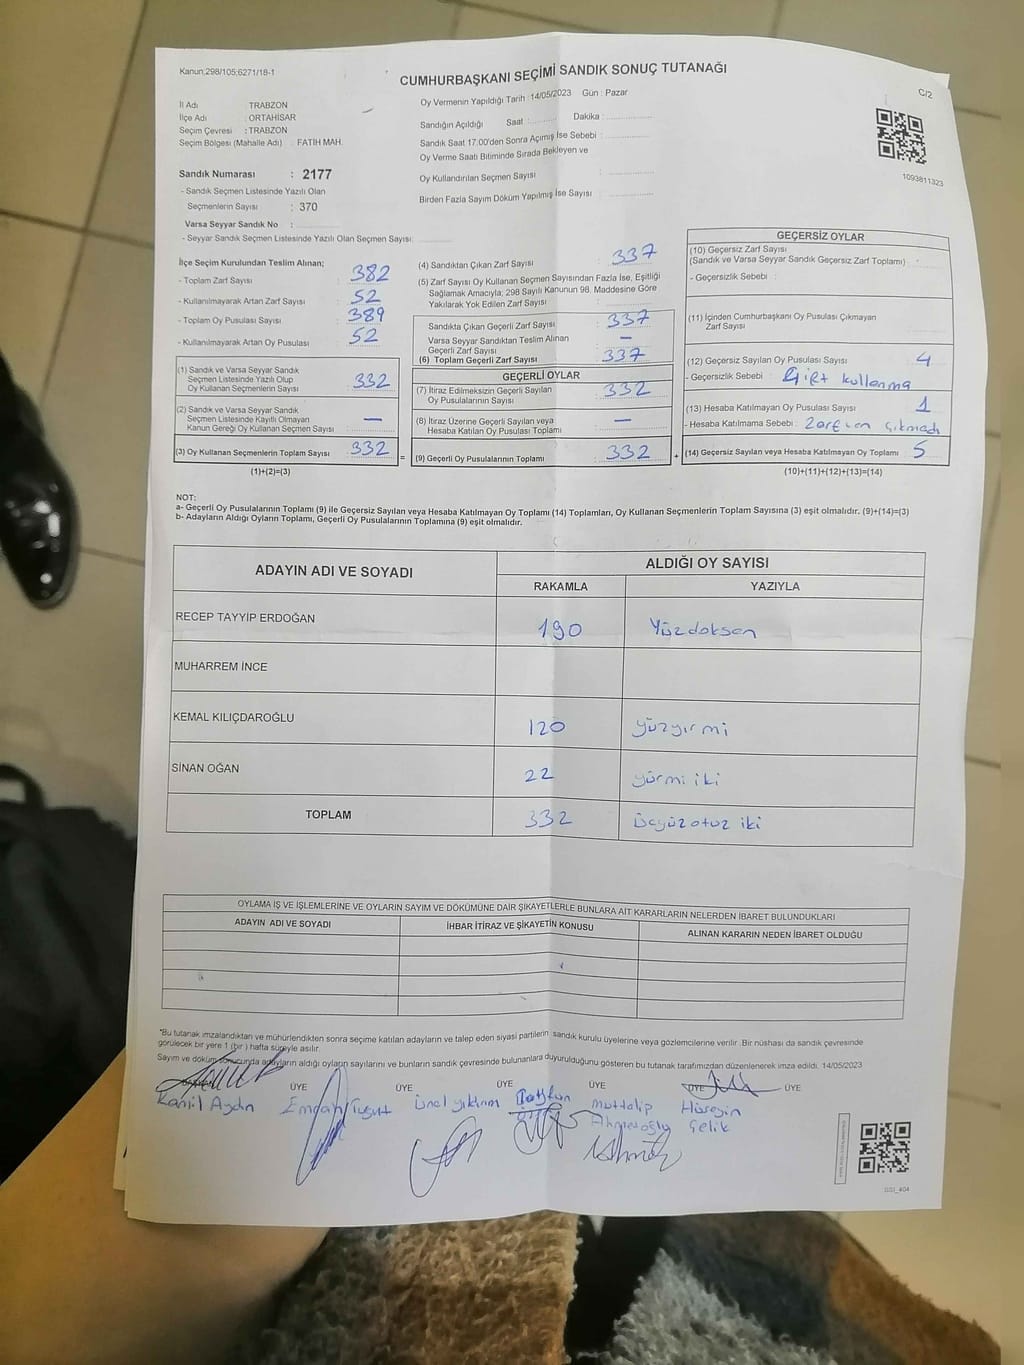 Kanun;298/105;6271/18-1
CUMHURBAŞKANI SEÇİMİ SANDIK SONUÇ TUTANAĞI
C/2
İl Adı : TRABZON
İlçe Adı : ORTAHİSAR
Seçim Çevresi : TRABZON
Seçim Bölgesi (Mahalle Adı) : FATİH MAH.
Sandık Numarası : 2177
- Sandık Seçmen Listesinde Yazılı Olan
Seçmenlerin Sayısı : 370
Varsa Seyyar Sandık No :
- Seyyar Sandık Seçmen Listesinde Yazılı Olan Seçmen Sayısı:
Oy Vermenin Yapıldığı Tarih : 14/05/2023 Gün : Pazar
Sandığın Açıldığı Saat : Dakika :
Sandık Saat 17.00'den Sonra Açımış İse Sebebi :
Oy Verme Saati Bitiminde Sırada Bekleyen ve
Oy Kullandırılan Seçmen Sayısı :
Birden Fazla Sayım Döküm Yapılmış İse Sayısı :
1093811323
İlçe Seçim Kurulundan Teslim Alınan;
- Toplam Zarf Sayısı : 382
- Kullanılmayarak Artan Zarf Sayısı : 52
- Toplam Oy Pusulası Sayısı : 389
- Kullanılmayarak Artan Oy Pusulası : 52
(1) Sandık ve Varsa Seyyar Sandık
Seçmen Listesinde Yazılı Olup
Oy Kullanan Seçmenlerin Sayısı : 332
(2) Sandık ve Varsa Seyyar Sandık
Seçmen Listesinde Kayıtlı Olmayan
Kanun Gereği Oy Kullanan Seçmen Sayısı : —
(3) Oy Kullanan Seçmenlerin Toplam Sayısı : 332
(1)+(2)=(3)
(4) Sandıktan Çıkan Zarf Sayısı : 337
(5) Zarf Sayısı Oy Kullanan Seçmen Sayısından Fazla İse, Eşitliği
Sağlamak Amacıyla; 298 Sayılı Kanunun 98. Maddesine Göre
Yakılarak Yok Edilen Zarf Sayısı :
Sandıkta Çıkan Geçerli Zarf Sayısı : 337
Varsa Seyyar Sandıktan Teslim Alınan
Geçerli Zarf Sayısı : —
(6) Toplam Geçerli Zarf Sayısı : 337
GEÇERLİ OYLAR
(7) İtiraz Edilmeksizin Geçerli Sayılan
Oy Pusulalarının Sayısı : 332
(8) İtiraz Üzerine Geçerli Sayılan veya
Hesaba Katılan Oy Pusulası Toplamı : —
= (9) Geçerli Oy Pusulalarının Toplamı : 332 +
GEÇERSİZ OYLAR
(10) Geçersiz Zarf Sayısı
(Sandık ve Varsa Seyyar Sandık Geçersiz Zarf Toplamı) :
- Geçersizlik Sebebi :
(11) İçinden Cumhurbaşkanı Oy Pusulası Çıkmayan
Zarf Sayısı
(12) Geçersiz Sayılan Oy Pusulası Sayısı : 4
- Geçersizlik Sebebi : Çift kullanma
(13) Hesaba Katılmayan Oy Pusulası Sayısı : 1
- Hesaba Katılmama Sebebi : Zarftan çıkmadı
(14) Geçersiz Sayılan veya Hesaba Katılmayan Oy Toplamı : 5
(10)+(11)+(12)+(13)=(14)
NOT:
a- Geçerli Oy Pusulalarının Toplamı (9) ile Geçersiz Sayılan veya Hesaba Katılmayan Oy Toplamı (14) Toplamları, Oy Kullanan Seçmenlerin Toplam Sayısına (3) eşit olmalıdır. (9)+(14)=(3)
b- Adayların Aldığı Oyların Toplamı, Geçerli Oy Pusulalarının Toplamına (9) eşit olmalıdır.
ADAYIN ADI VE SOYADI ALDIĞI OY SAYISI
RAKAMLA YAZIYLA
RECEP TAYYİP ERDOĞAN 190 Yüzdoksen
MUHARREM İNCE
KEMAL KILIÇDAROĞLU 120 yüzyirmi
SİNAN OĞAN 22 yürmi iki
TOPLAM 332 Üçyüzotuz iki
OYLAMA İŞ VE İŞLEMLERİNE VE OYLARIN SAYIM VE DÖKÜMÜNE DAİR ŞİKAYETLERLE BUNLARA AİT KARARLARIN NELERDEN İBARET BULUNDUKLARI
ADAYIN ADI VE SOYADI İHBAR İTİRAZ VE ŞİKAYETİN KONUSU ALINAN KARARIN NEDEN İBARET OLDUĞU
*Bu tutanak imzalandıktan ve mühürlendikten sonra seçime katılan adayların ve talep eden siyasi partilerin sandık kurulu üyelerine veya gözlemcilerine verilir. Bir nüshası da sandık çevresinde
görülecek bir yere 1 (bir) hafta süreyle asılır.
Sayım ve döküm sonucunda adayların aldığı oyların sayılarını ve bunların sandık çevresinde bulunanlara duyurulduğunu gösteren bu tutanak tarafımızdan düzenlenerek imza edildi. 14/05/2023
BAŞKAN ÜYE ÜYE ÜYE ÜYE ÜYE ÜYE
Kamil Aydın Emrah Turgut Ünal yıldırım Tayfun Muttalip Hüseyin
Ahmetoğlu Çelik